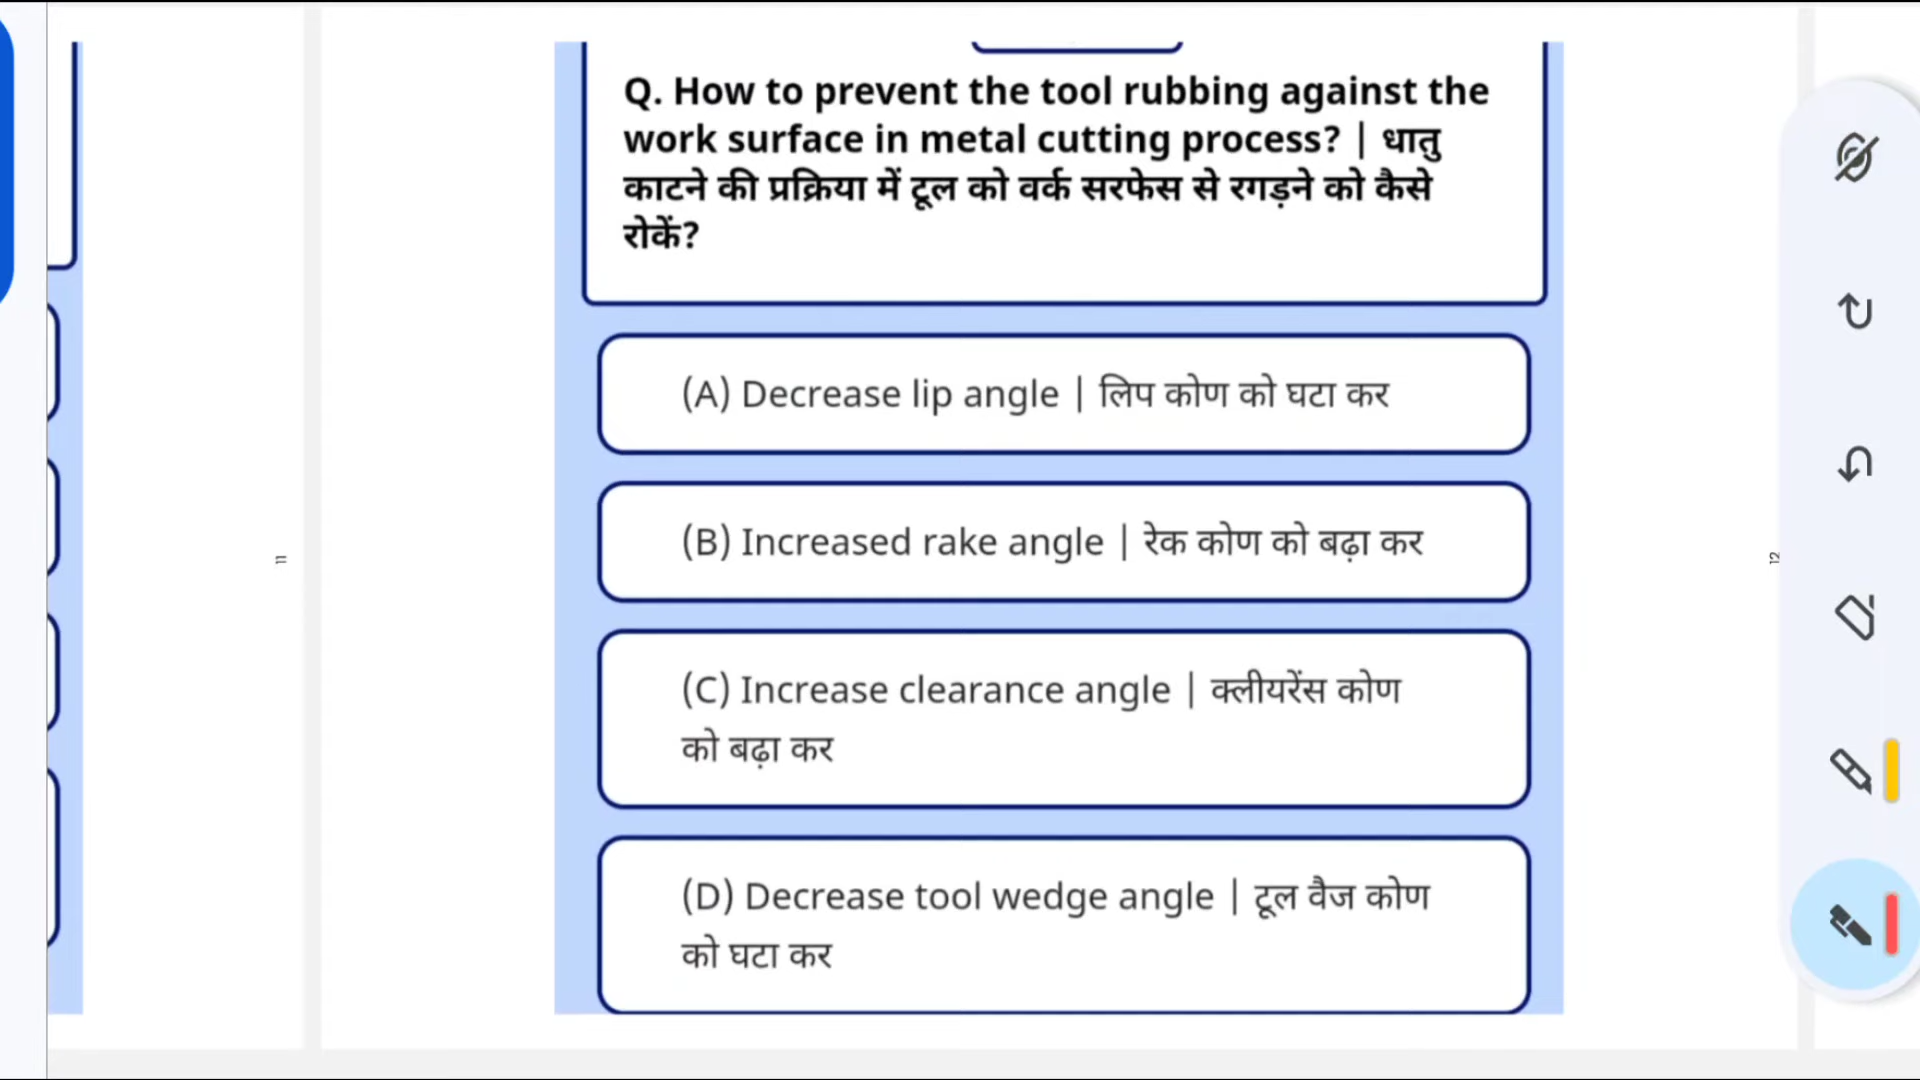 Q. How to prevent the tool rubbing against the
work surface in metal cutting process? | धातु
काटने की प्रक्रिया में टूल को वर्क सरफेस से रगड़ने को कैसे
रोकें?
(A) Decrease lip angle | लिप कोण को घटा कर
(B) Increased rake angle | रेक कोण को बढ़ा कर
(C) Increase clearance angle | क्लीयरेंस कोण
को बढ़ा कर
(D) Decrease tool wedge angle | टूल वैज कोण
को घटा कर
11
12